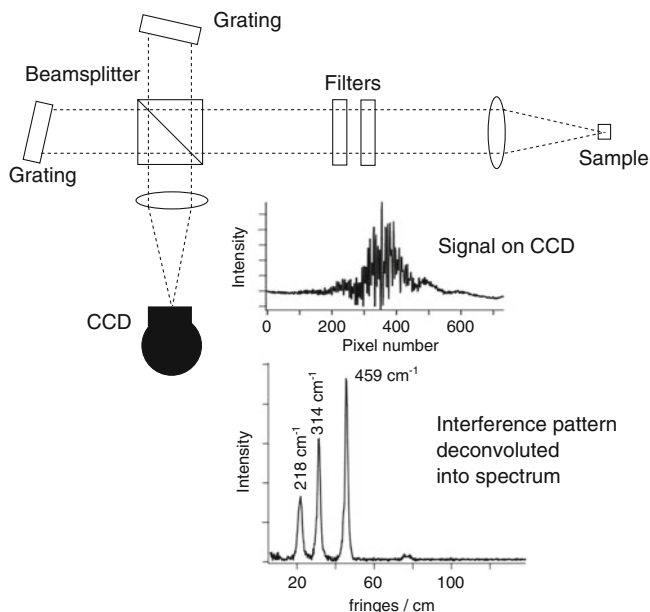 Grating
Beamsplitter
Filters
Grating
Sample
Intensity
Signal on CCD
0 200 400 600
Pixel number
CCD
459 cm⁻¹
314 cm⁻¹
218 cm⁻¹
Intensity
Interference pattern
deconvoluted
into spectrum
20 60 100
fringes / cm